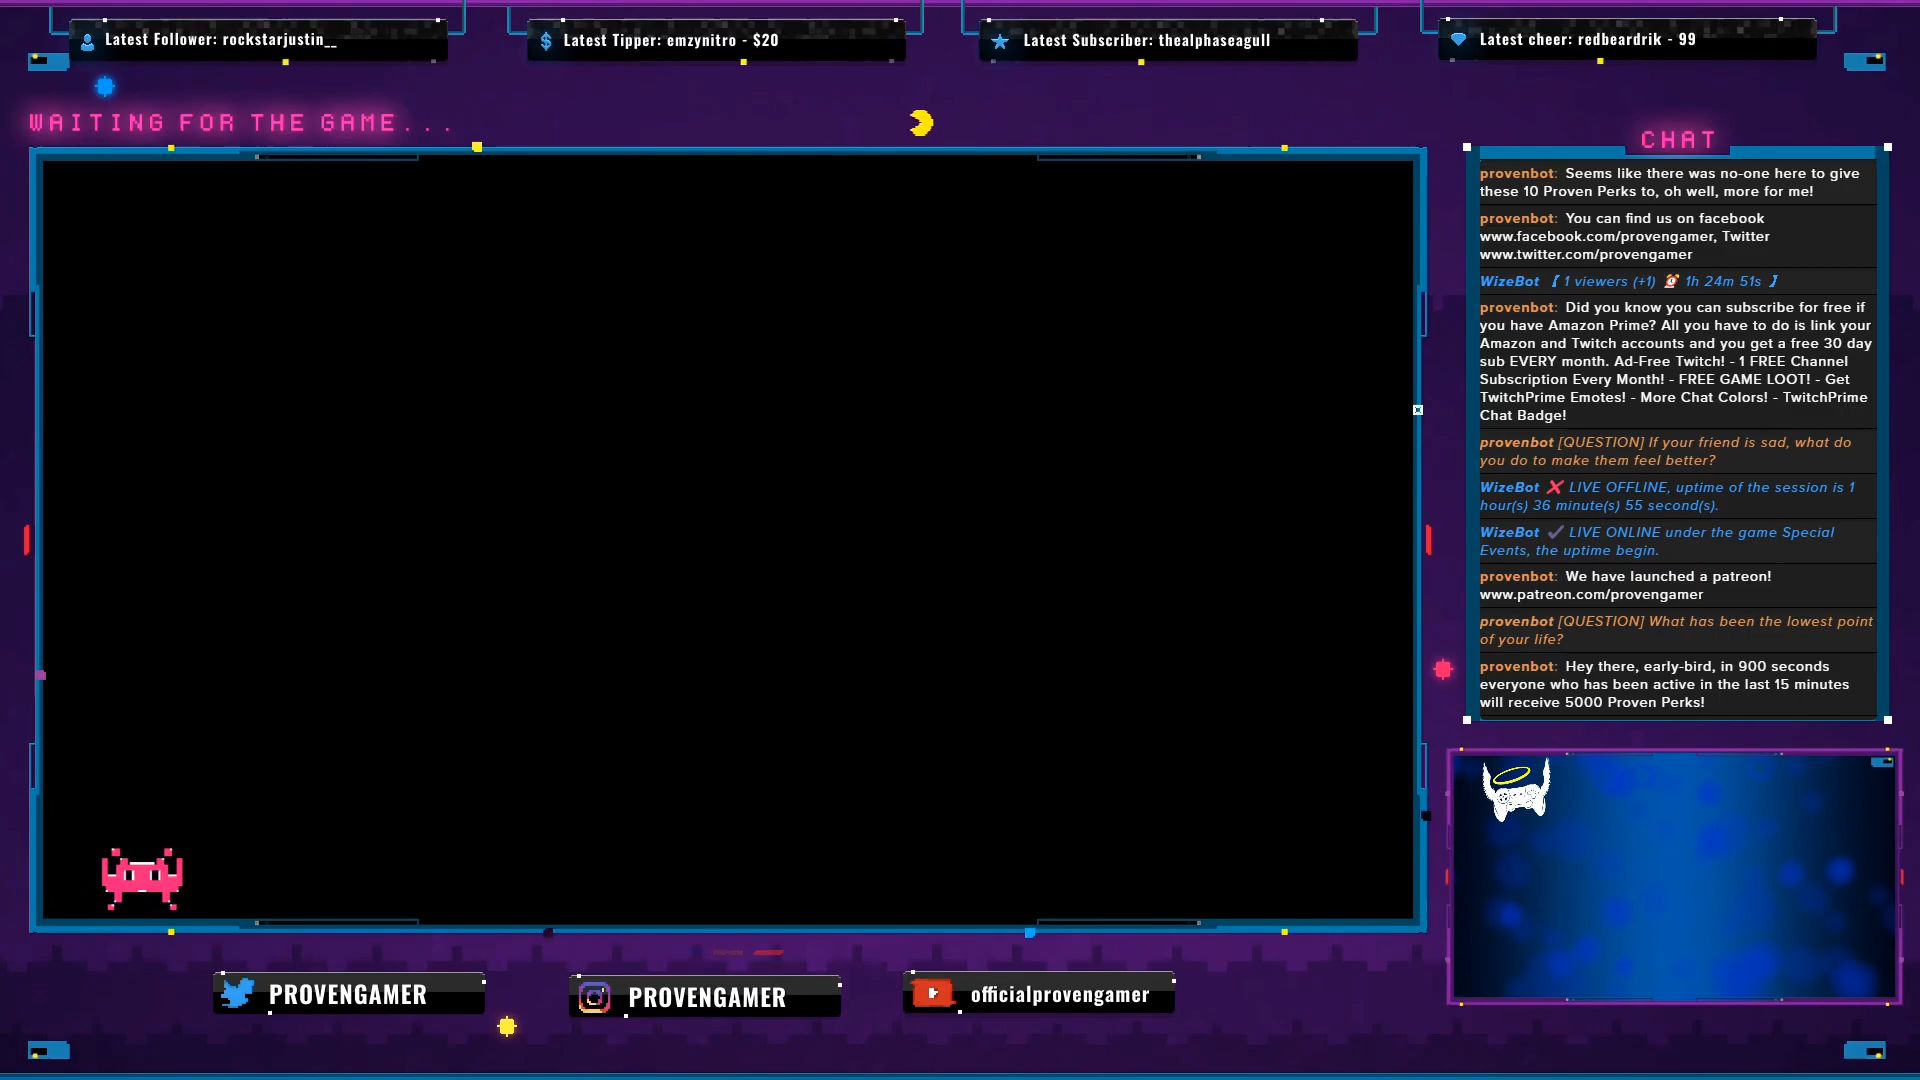 Latest Follower: rockstarjustin__
Latest Tipper: emzynitro - $20
Latest Subscriber: thealphaseagull
Latest cheer: redbeardrik - 99
WAITING FOR THE GAME...
CHAT
provenbot: Seems like there was no-one here to give
these 10 Proven Perks to, oh well, more for me!
provenbot: You can find us on facebook
www.facebook.com/provengamer, Twitter
www.twitter.com/provengamer
WizeBot 【 1 viewers (+1) ⏰ 1h 24m 51s 】
provenbot: Did you know you can subscribe for free if
you have Amazon Prime? All you have to do is link your
Amazon and Twitch accounts and you get a free 30 day
sub EVERY month. Ad-Free Twitch! - 1 FREE Channel
Subscription Every Month! - FREE GAME LOOT! - Get
TwitchPrime Emotes! - More Chat Colors! - TwitchPrime
Chat Badge!
provenbot [QUESTION] If your friend is sad, what do
you do to make them feel better?
WizeBot ❌ LIVE OFFLINE, uptime of the session is 1
hour(s) 36 minute(s) 55 second(s).
WizeBot ✔ LIVE ONLINE under the game Special
Events, the uptime begin.
provenbot: We have launched a patreon!
www.patreon.com/provengamer
provenbot [QUESTION] What has been the lowest point
of your life?
provenbot: Hey there, early-bird, in 900 seconds
everyone who has been active in the last 15 minutes
will receive 5000 Proven Perks!
PROVENGAMER
PROVENGAMER
officialprovengamer